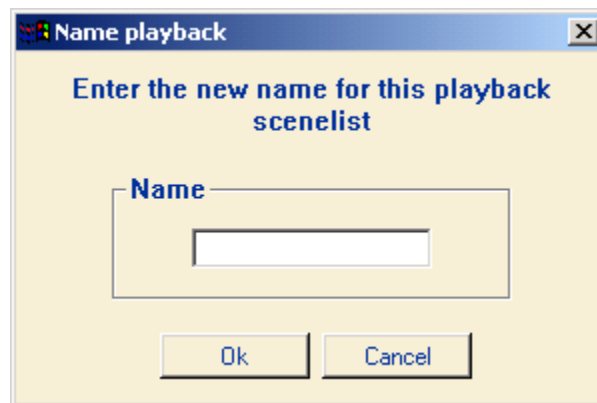 Name playback
Enter the new name for this playback
scenelist
Name
Ok
Cancel